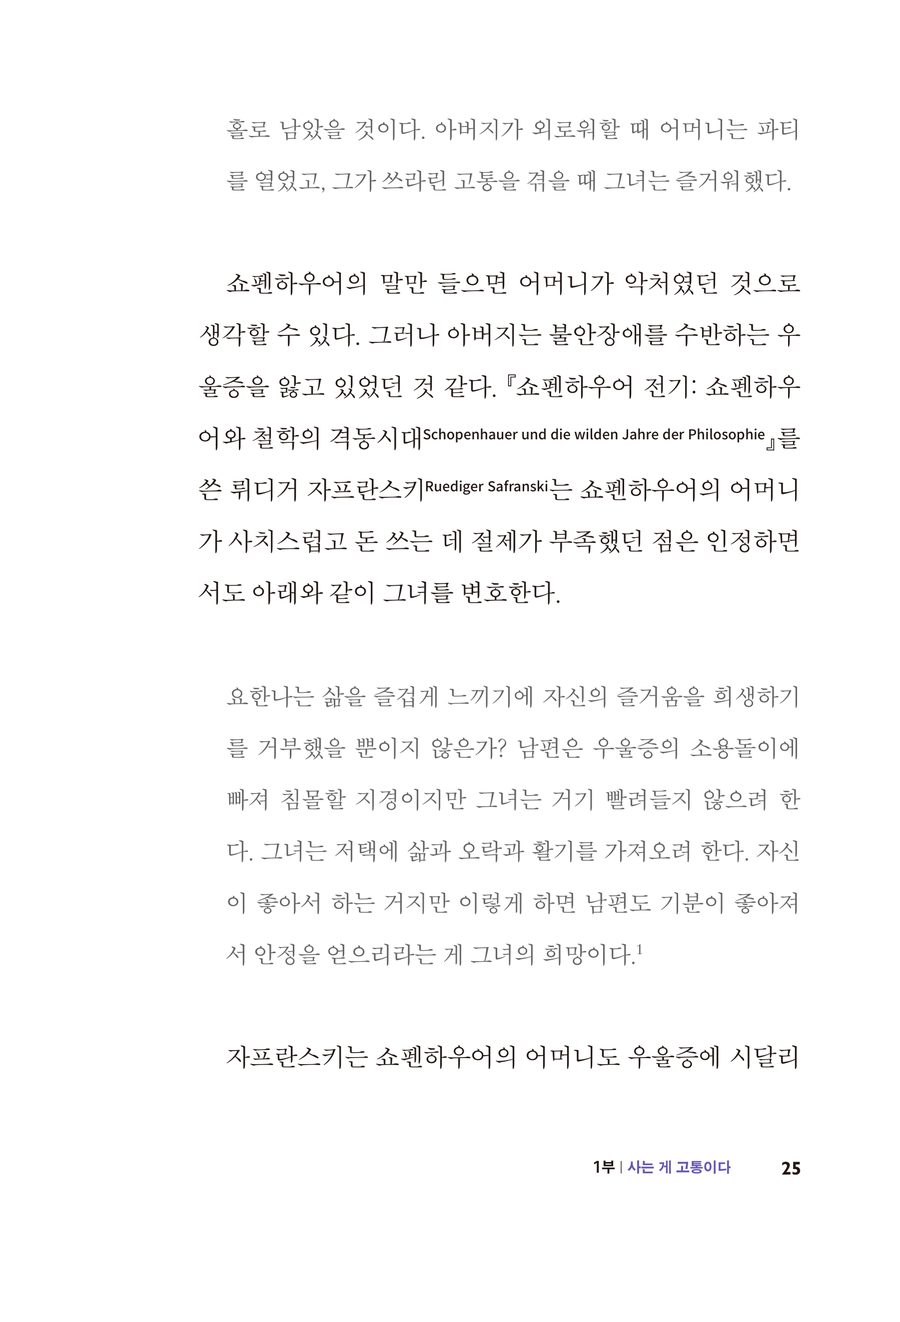 홀로 남았을 것이다. 아버지가 외로워할 때 어머니는 파티
를 열었고, 그가 쓰라린 고통을 겪을 때 그녀는 즐거워했다.
쇼펜하우어의 말만 들으면 어머니가 악처였던 것으로
생각할 수 있다. 그러나 아버지는 불안장애를 수반하는 우
울증을 앓고 있었던 것 같다. 『쇼펜하우어 전기: 쇼펜하우
어와 철학의 격동시대Schopenhauer und die wilden Jahre der Philosophie』를
쓴 뤼디거 자프란스키Ruediger Safranski는 쇼펜하우어의 어머니
가 사치스럽고 돈 쓰는 데 절제가 부족했던 점은 인정하면
서도 아래와 같이 그녀를 변호한다.
요한나는 삶을 즐겁게 느끼기에 자신의 즐거움을 희생하기
를 거부했을 뿐이지 않은가? 남편은 우울증의 소용돌이에
빠져 침몰할 지경이지만 그녀는 거기 빨려들지 않으려 한
다. 그녀는 저택에 삶과 오락과 활기를 가져오려 한다. 자신
이 좋아서 하는 거지만 이렇게 하면 남편도 기분이 좋아져
서 안정을 얻으리라는 게 그녀의 희망이다.¹
자프란스키는 쇼펜하우어의 어머니도 우울증에 시달리
1부 | 사는 게 고통이다 25